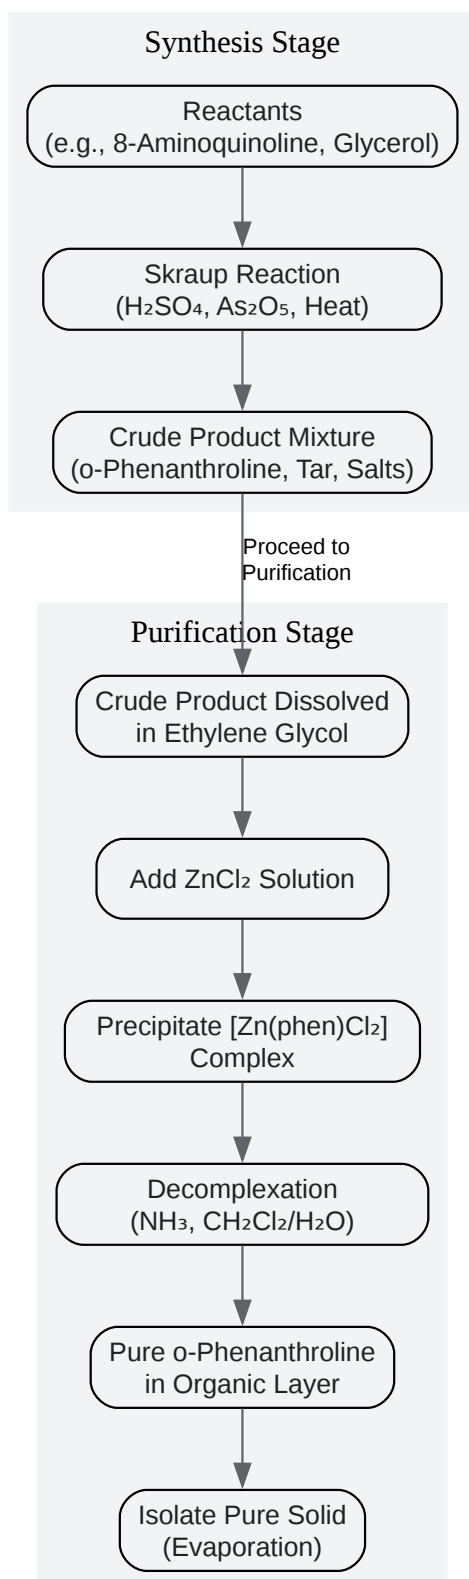 Synthesis Stage
Reactants
(e.g., 8-Aminoquinoline, Glycerol)
Skraup Reaction
(H₂SO₄, As₂O₅, Heat)
Crude Product Mixture
(o-Phenanthroline, Tar, Salts)
Proceed to
Purification
Purification Stage
Crude Product Dissolved
in Ethylene Glycol
Add ZnCl₂ Solution
Precipitate [Zn(phen)Cl₂]
Complex
Decomplexation
(NH₃, CH₂Cl₂/H₂O)
Pure o-Phenanthroline
in Organic Layer
Isolate Pure Solid
(Evaporation)